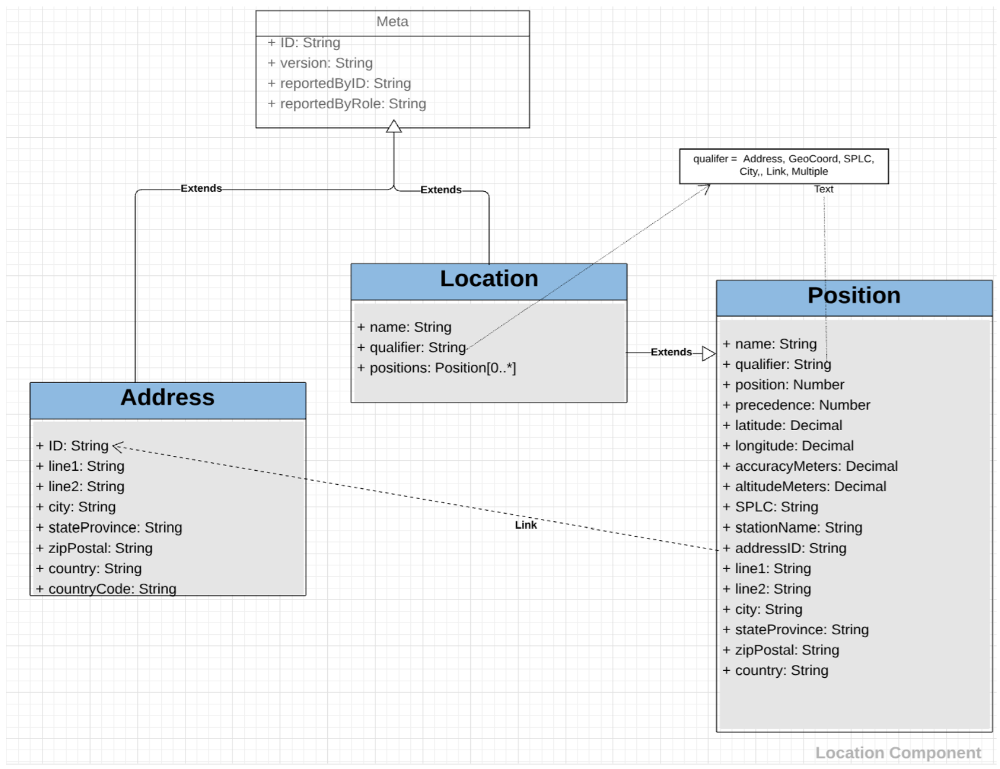 Meta
+ ID: String
+ version: String
+ reportedByID: String
+ reportedByRole: String
qualifer = Address, GeoCoord, SPLC,
City,, Link, Multiple
Text
Extends
Extends
Location
+ name: String
+ qualifier: String
+ positions: Position[0..*]
Extends
Position
+ name: String
+ qualifier: String
+ position: Number
+ precedence: Number
+ latitude: Decimal
+ longitude: Decimal
+ accuracyMeters: Decimal
+ altitudeMeters: Decimal
+ SPLC: String
+ stationName: String
+ addressID: String
+ line1: String
+ line2: String
+ city: String
+ stateProvince: String
+ zipPostal: String
+ country: String
Address
+ ID: String
+ line1: String
+ line2: String
+ city: String
+ stateProvince: String
+ zipPostal: String
+ country: String
+ countryCode: String
Link
Location Component